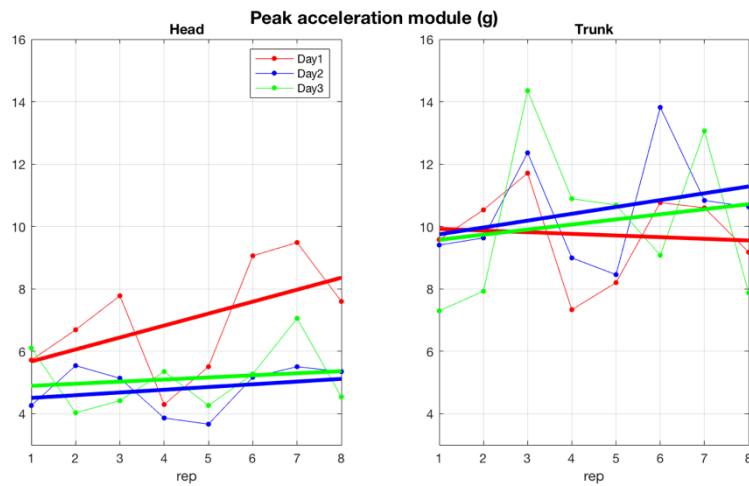 Peak acceleration module (g)
Head
Trunk
16
14
12
10
8
6
4
1 2 3 4 5 6 7 8
rep
Day1
Day2
Day3
16
14
12
10
8
6
4
1 2 3 4 5 6 7 8
rep